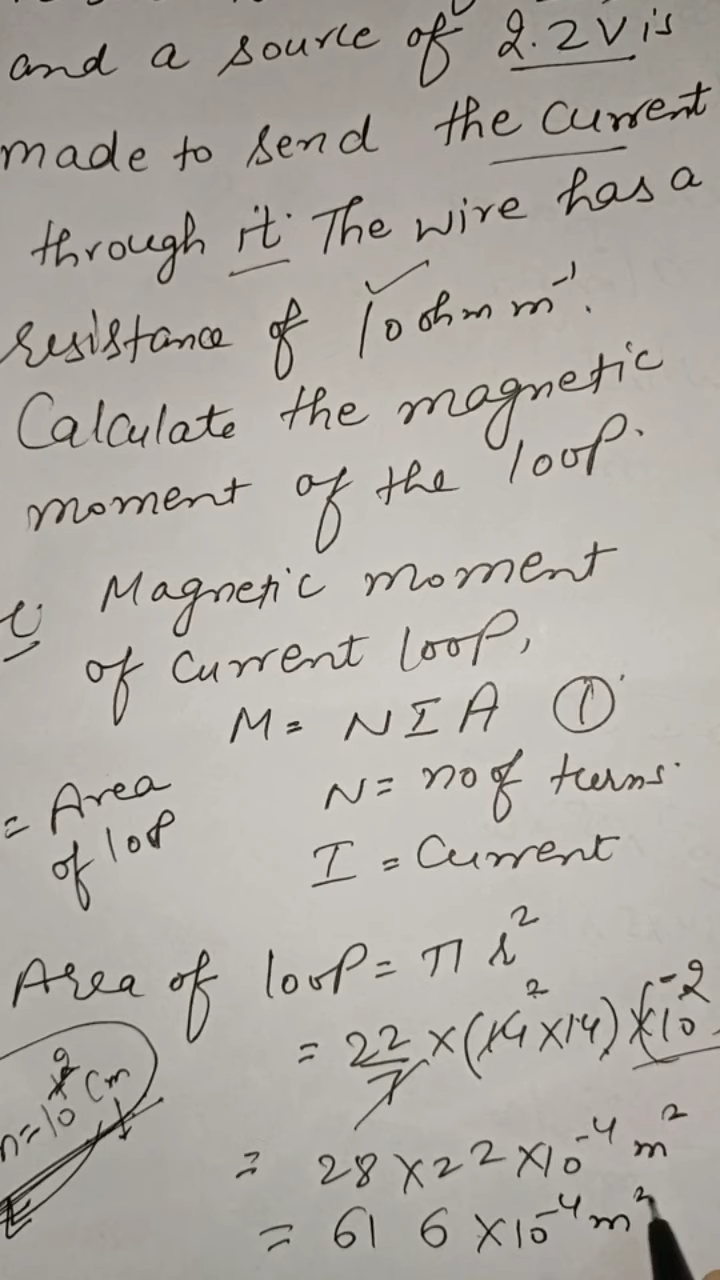 and a source of 2.2V is
made to send the current
through it. The wire has a
resistance of 10 ohm m⁻¹.
Calculate the magnetic
moment of the loop.
Magnetic moment
of current loop,
M = NIA ①
= Area
of loop
N = no of turns.
I = Current
Area of loop = πr²
= 22/7 × (14 × 14) × (10⁻²
2
= 28 × 22 × 10⁻⁴ m²
= 616 × 10⁻⁴ m²